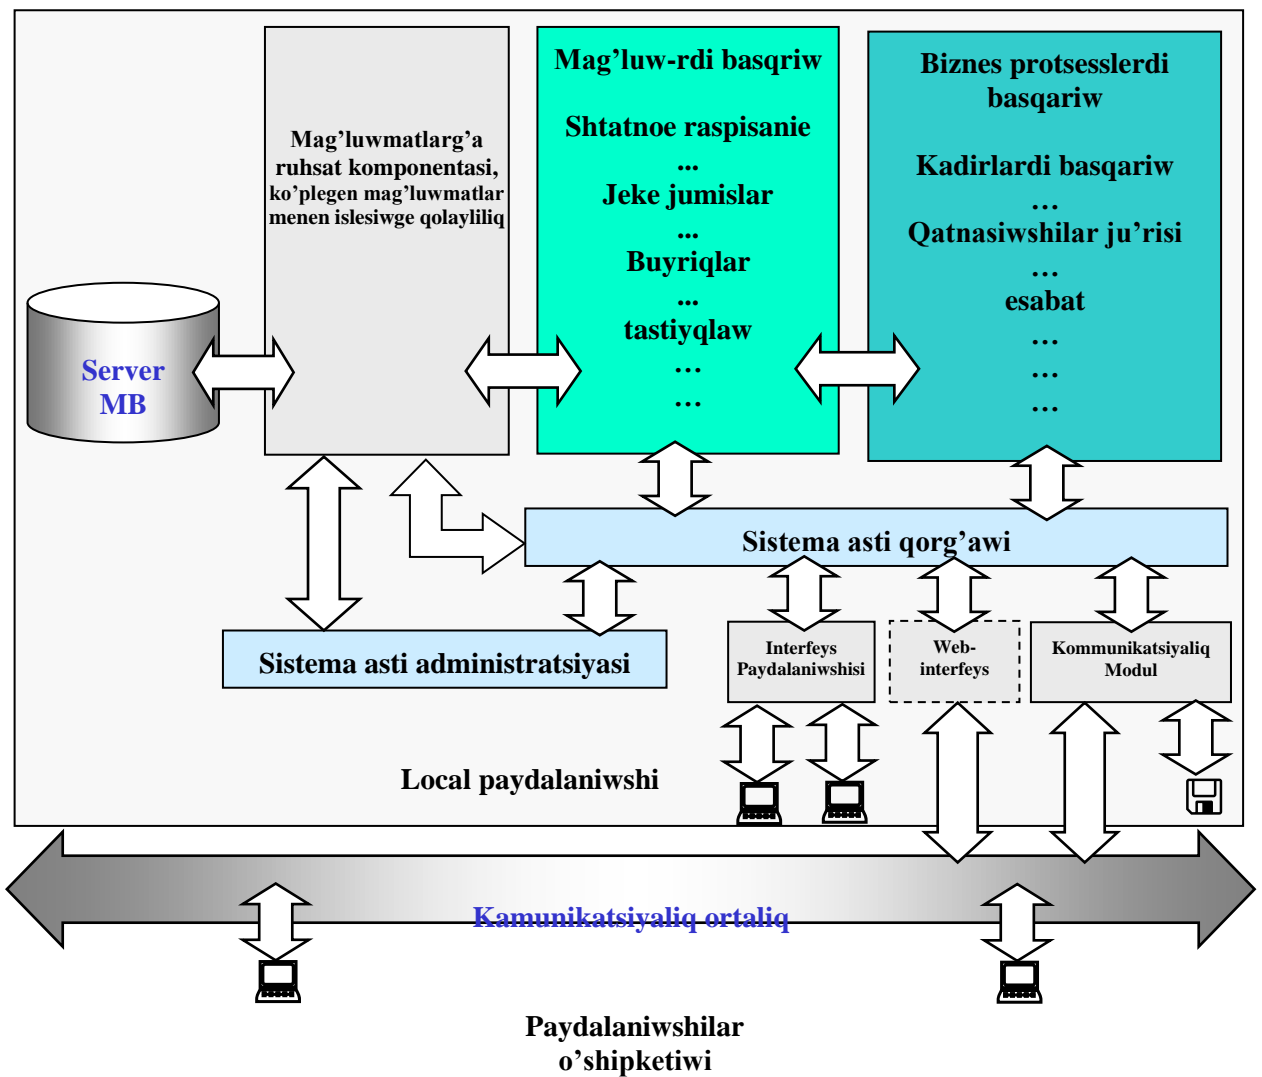 Mag’luwmatlarg’a
ruhsat komponentasi,
ko’plegen mag’luwmatlar
menen islesiwge qolayliliq
Mag’luw-rdi basqriw
Shtatnoe raspisanie
...
Jeke jumislar
...
Buyriqlar
...
tastiyqlaw
…
…
Biznes protsesslerdi
basqariw
Kadirlardi basqariw
…
Qatnasiwshilar ju’risi
…
esabat
…
…
…
Server
MB
Sistema asti qorg’awi
Sistema asti administratsiyasi
Interfeys
Paydalaniwshisi
Web-
interfeys
Kommunikatsiyaliq
Modul
Local paydalaniwshi
Kamunikatsiyaliq ortaliq
Paydalaniwshilar
o’shipketiwi